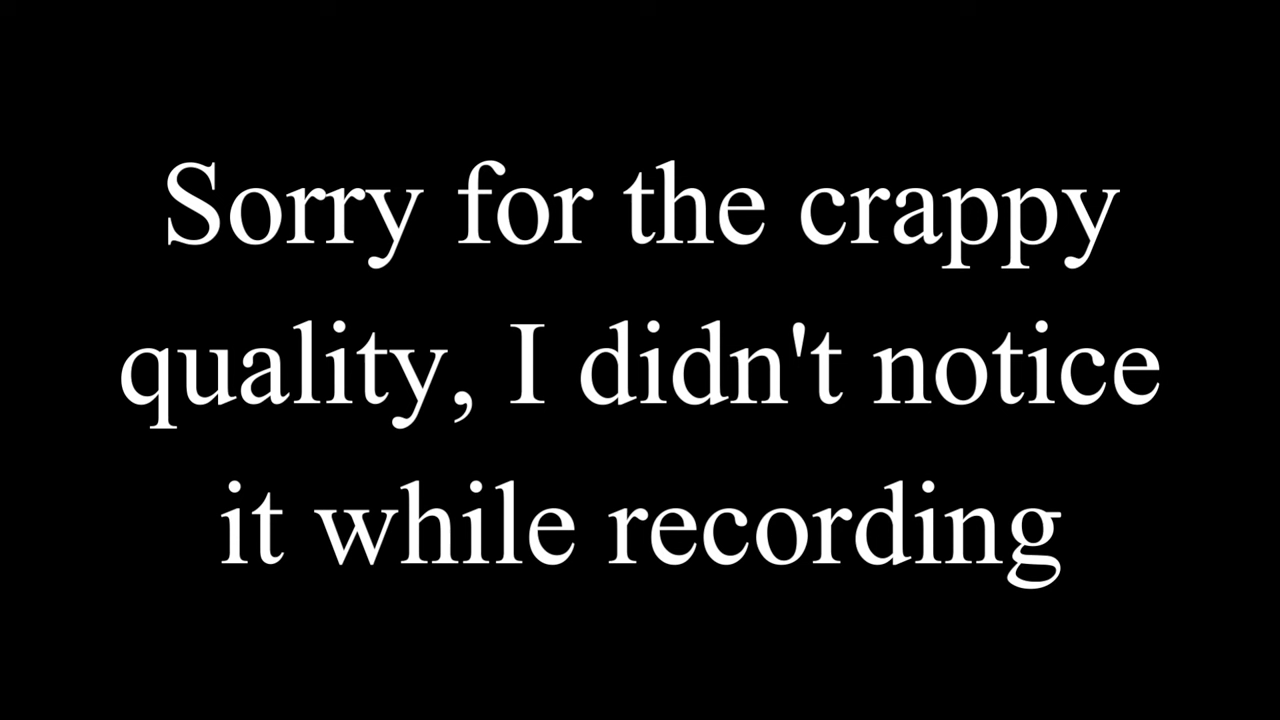 Sorry for the crappy
quality, I didn't notice
it while recording